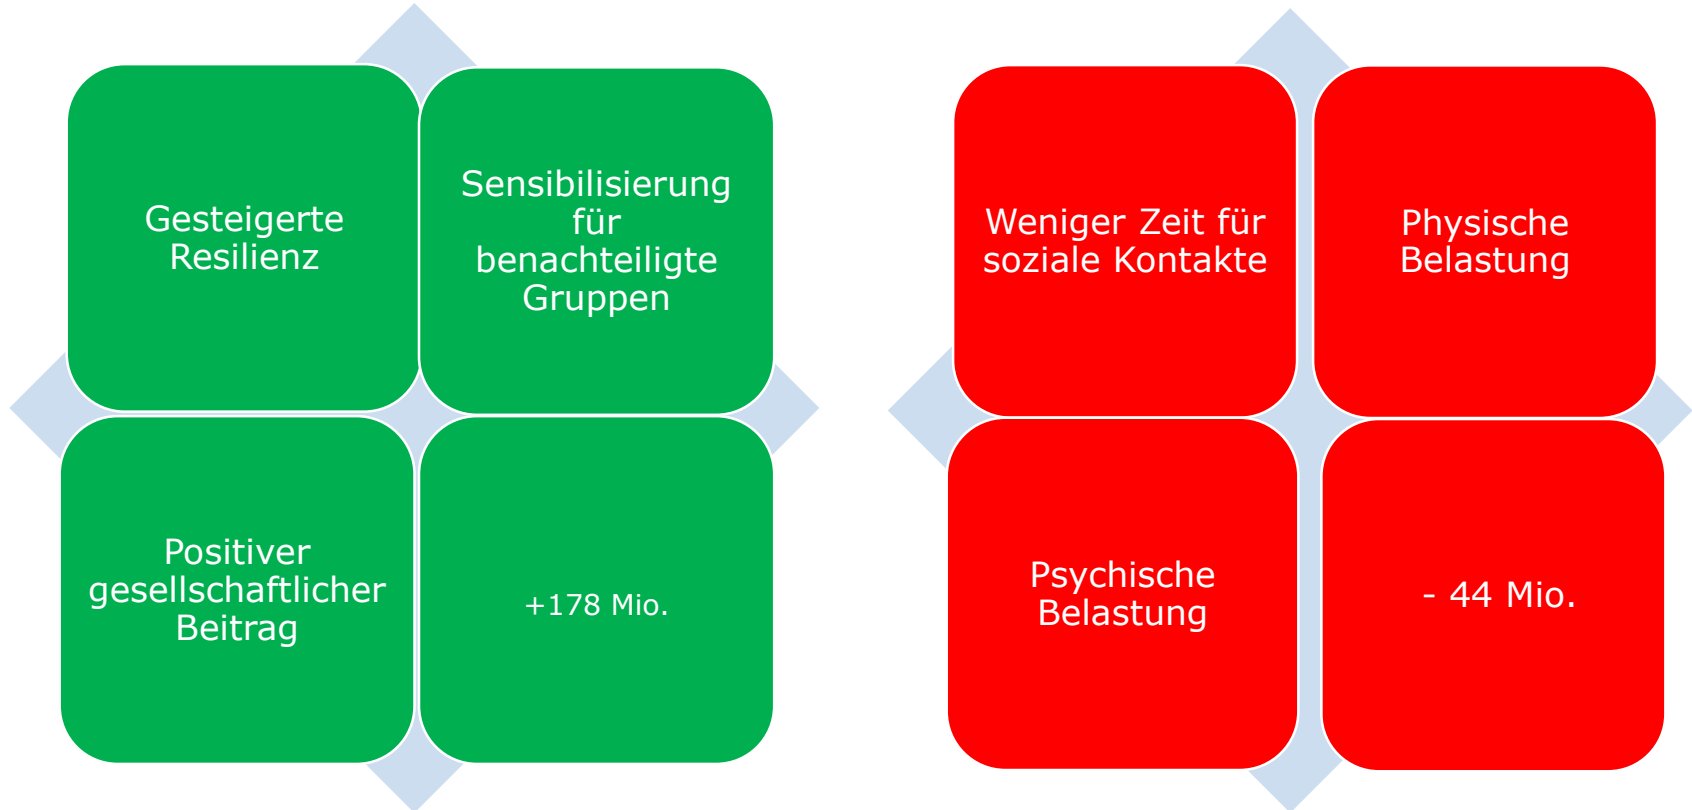 Gesteigerte
Resilienz
Sensibilisierung
für
benachteiligte
Gruppen
Positiver
gesellschaftlicher
Beitrag
+178 Mio.
Weniger Zeit für
soziale Kontakte
Physische
Belastung
Psychische
Belastung
- 44 Mio.